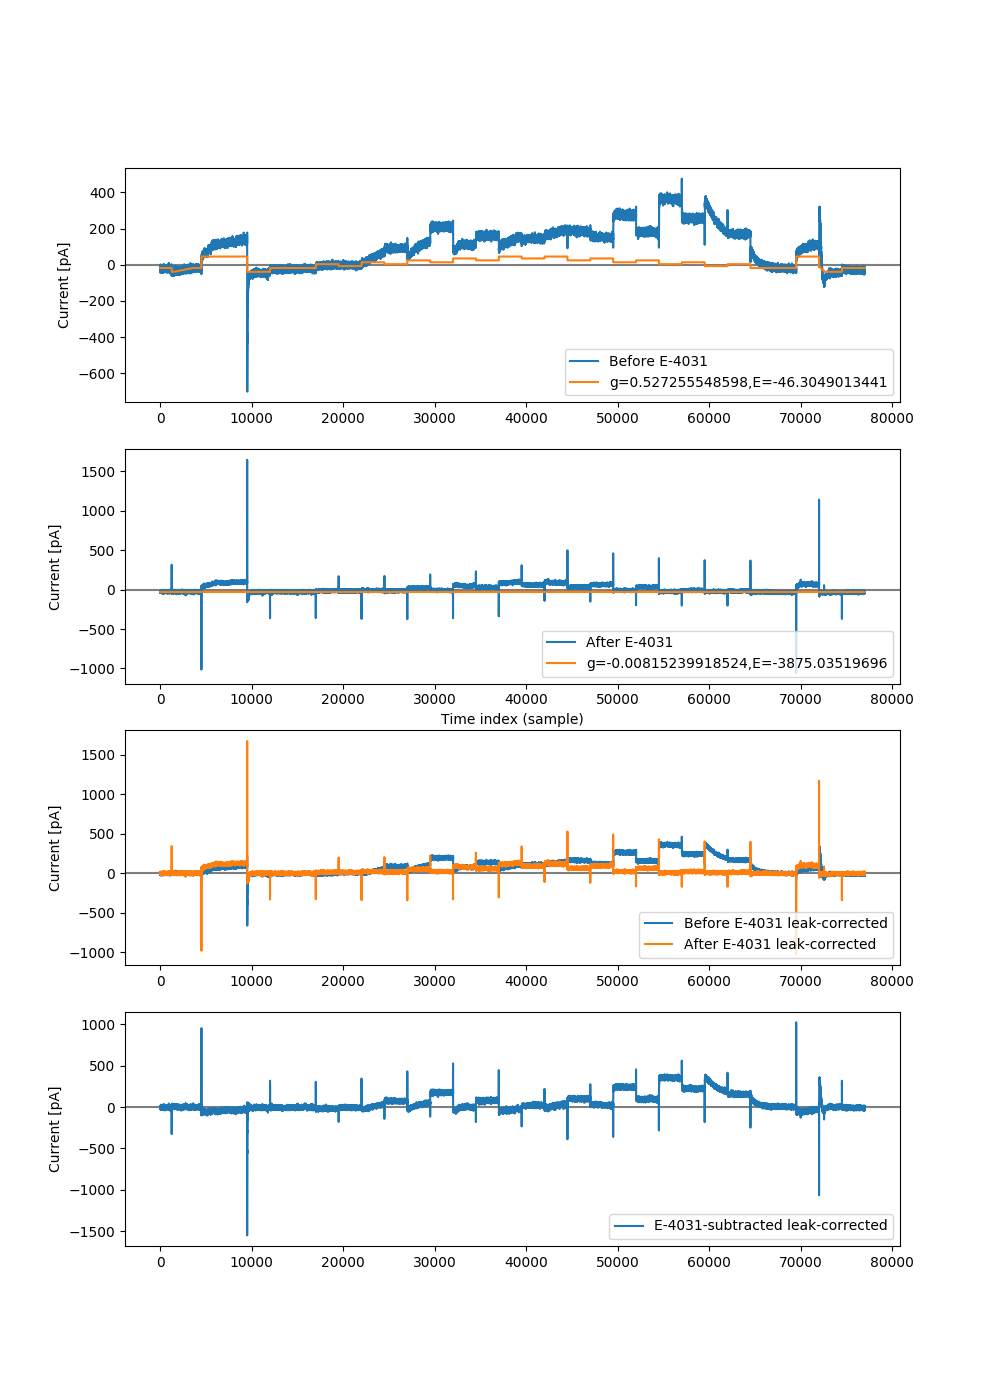 Current [pA]
400
200
0
−200
−400
−600
Before E-4031
g=0.527255548598,E=-46.3049013441
0 10000 20000 30000 40000 50000 60000 70000 80000
Current [pA]
1500
1000
500
0
−500
−1000
After E-4031
g=-0.00815239918524,E=-3875.03519696
0 10000 20000 30000 40000 50000 60000 70000 80000
Time index (sample)
Current [pA]
1500
1000
500
0
−500
−1000
Before E-4031 leak-corrected
After E-4031 leak-corrected
0 10000 20000 30000 40000 50000 60000 70000 80000
Current [pA]
1000
500
0
−500
−1000
−1500
E-4031-subtracted leak-corrected
0 10000 20000 30000 40000 50000 60000 70000 80000